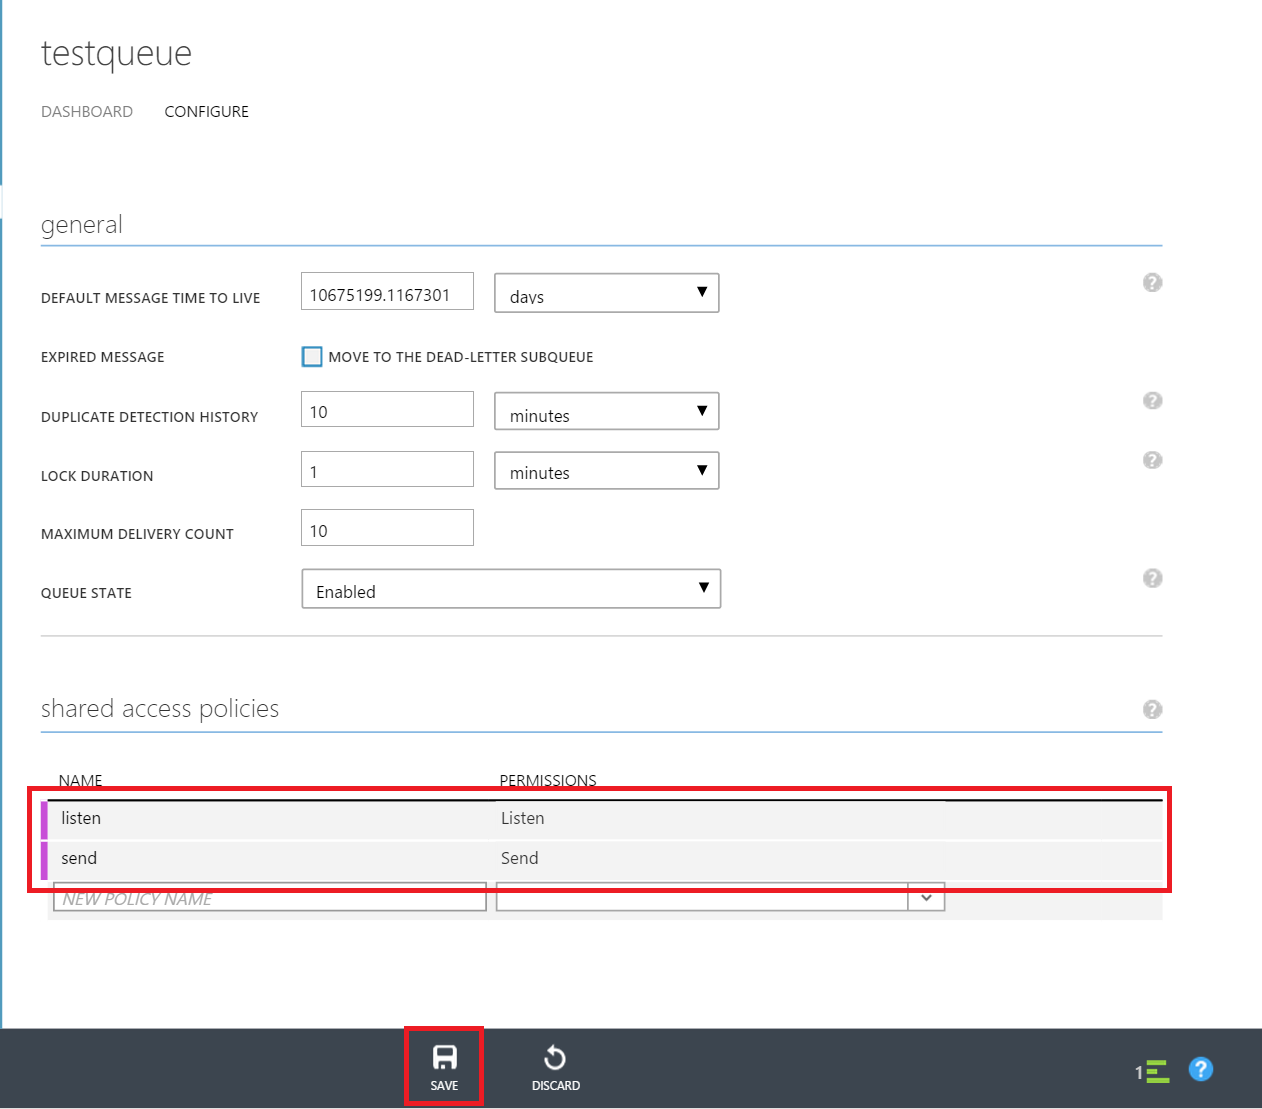 testqueue
DASHBOARD CONFIGURE
general
DEFAULT MESSAGE TIME TO LIVE 10675199.1167301 days ?
EXPIRED MESSAGE MOVE TO THE DEAD-LETTER SUBQUEUE
DUPLICATE DETECTION HISTORY 10 minutes ?
LOCK DURATION 1 minutes ?
MAXIMUM DELIVERY COUNT 10
QUEUE STATE Enabled ?
shared access policies ?
NAME PERMISSIONS
listen Listen
send Send
NEW POLICY NAME
SAVE DISCARD 1 ?